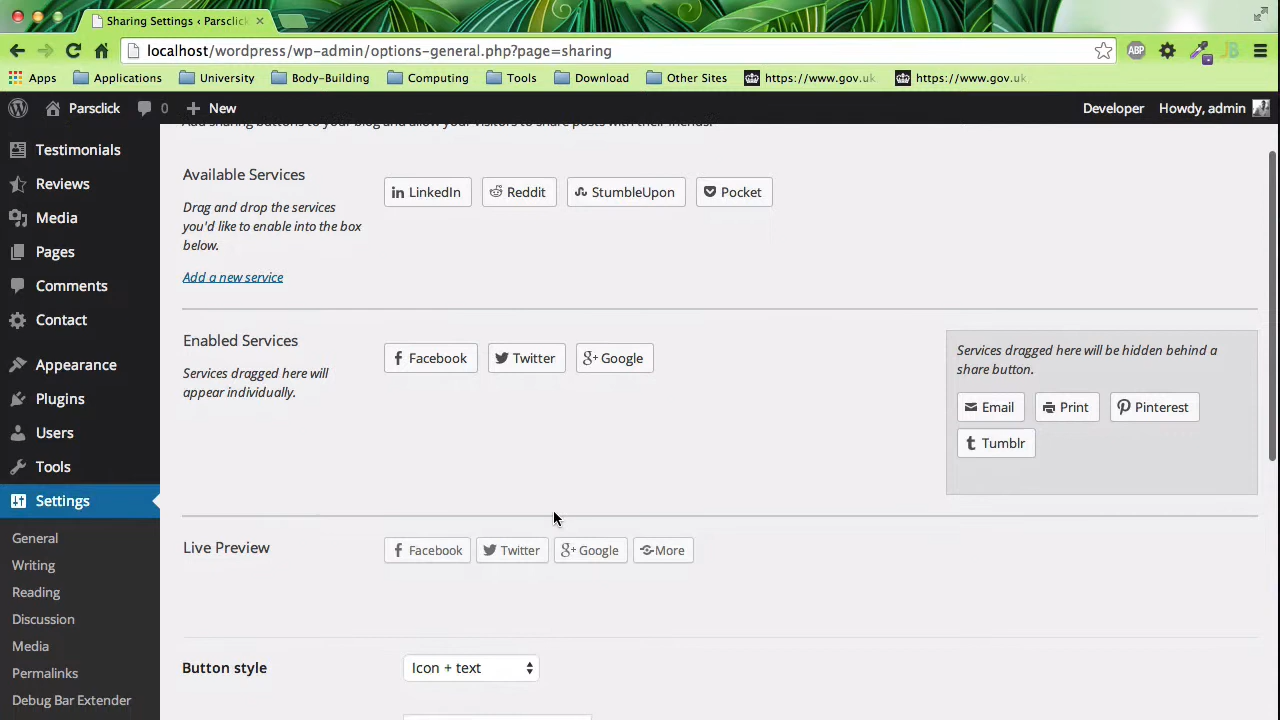 Sharing Settings ‹ Parsclick
localhost/wordpress/wp-admin/options-general.php?page=sharing
ABP
JB
Apps Applications University Body-Building Computing Tools Download Other Sites https://www.gov.uk https://www.gov.uk
Parsclick 0 New Developer Howdy, admin
Add sharing buttons to your blog and allow your visitors to share posts with their friends.
Testimonials
Reviews
Media
Pages
Comments
Contact
Appearance
Plugins
Users
Tools
Settings
General
Writing
Reading
Discussion
Media
Permalinks
Debug Bar Extender
Available Services
Drag and drop the services
you'd like to enable into the box
below.
Add a new service
LinkedIn Reddit StumbleUpon Pocket
Enabled Services
Services dragged here will
appear individually.
Facebook Twitter Google
Services dragged here will be hidden behind a
share button.
Email Print Pinterest
Tumblr
Live Preview
Facebook Twitter Google More
Button style
Icon + text